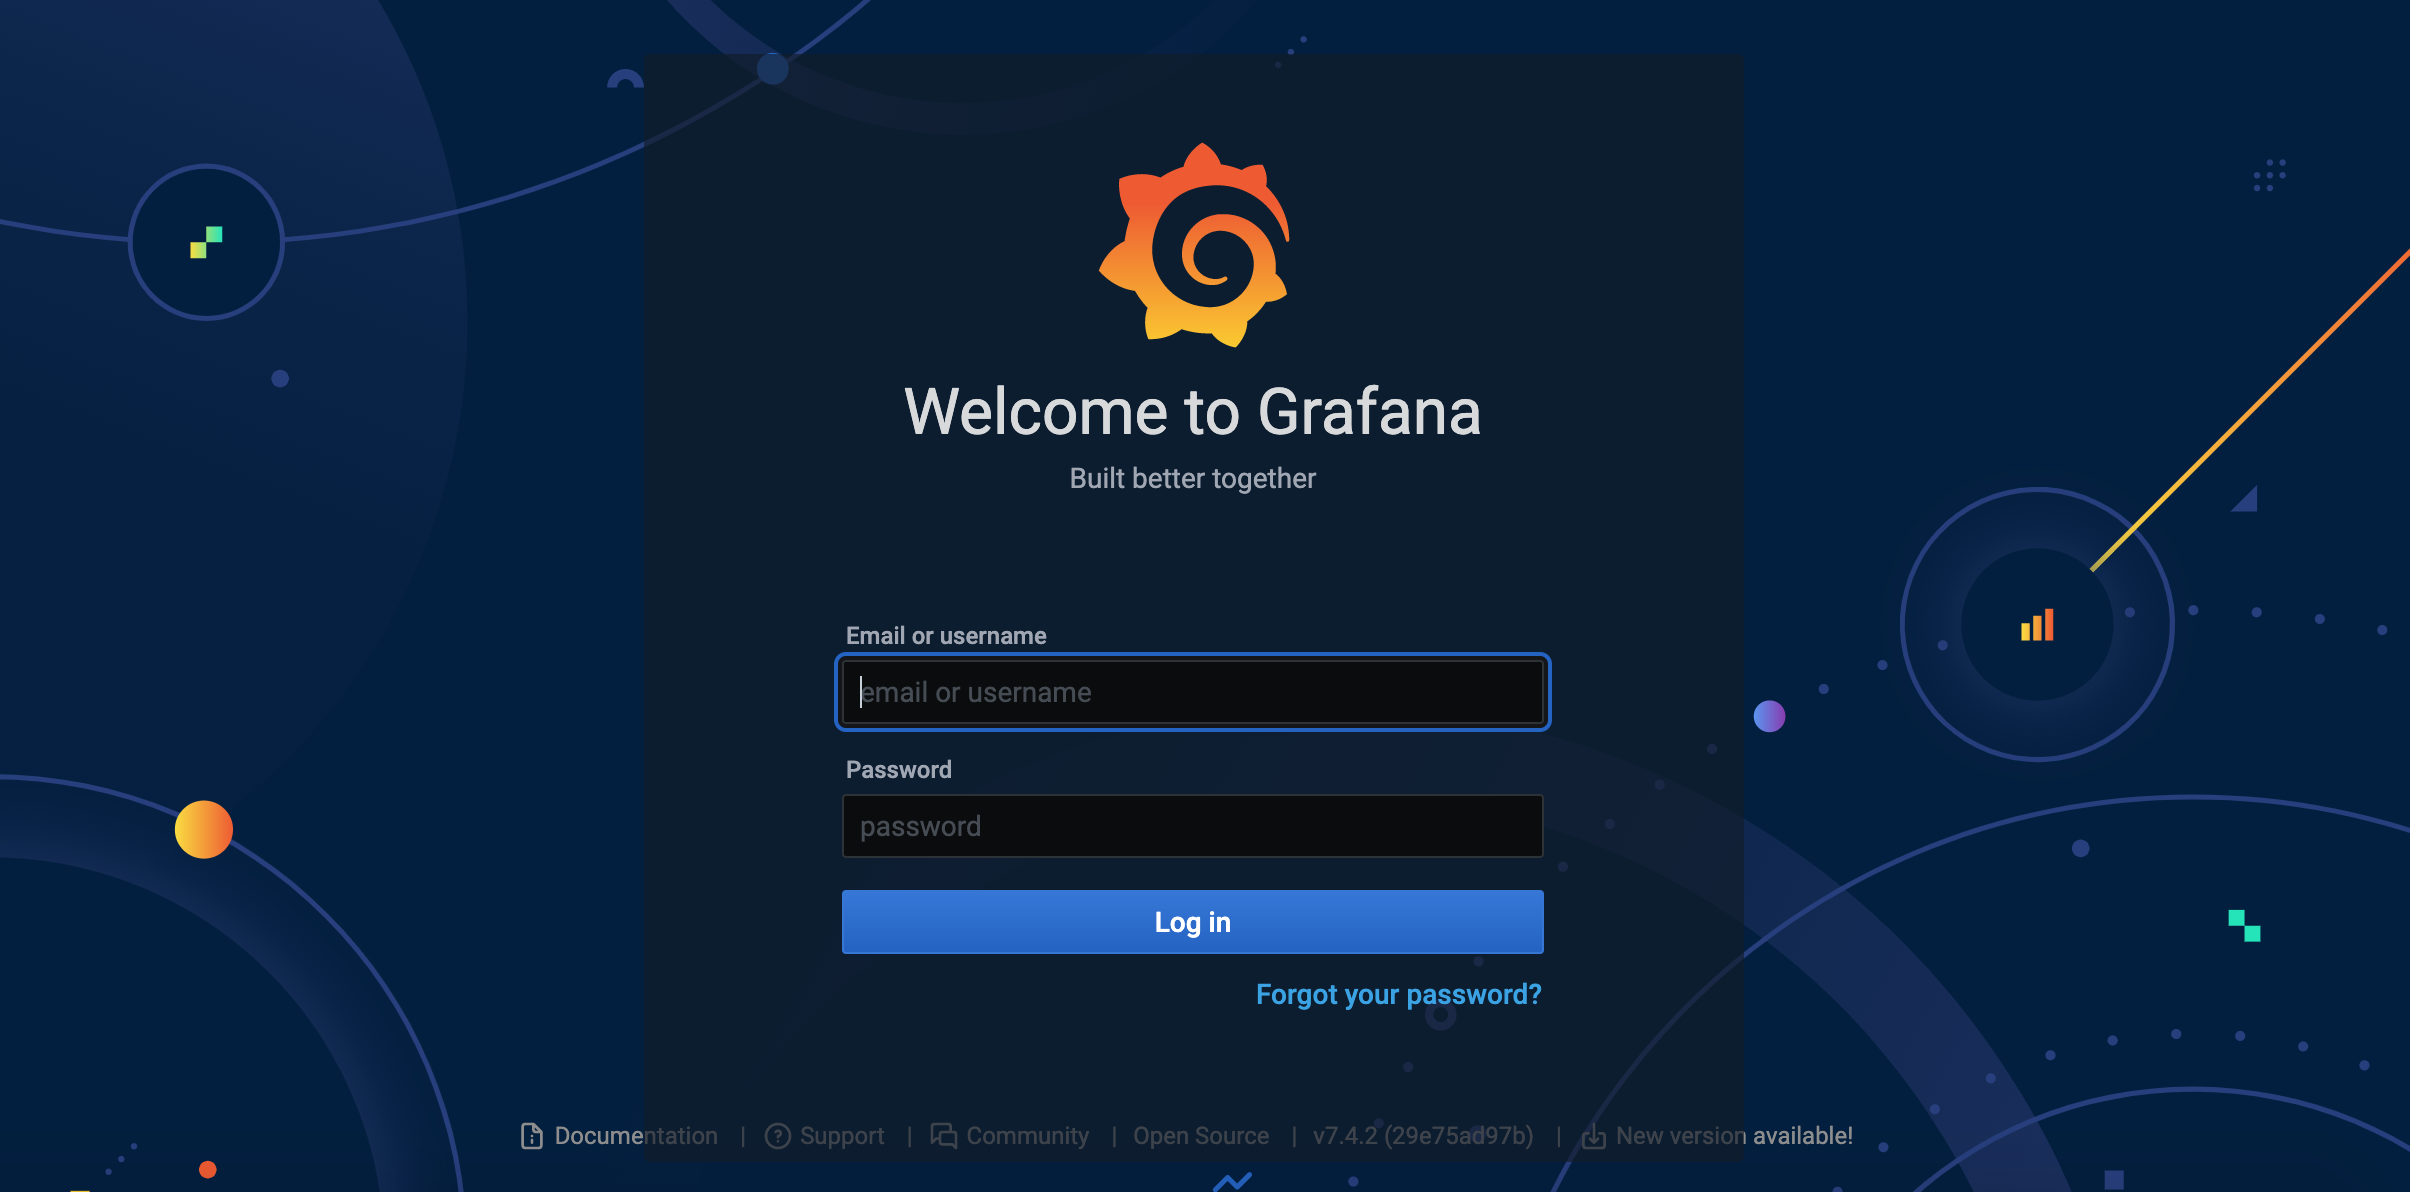 Welcome to Grafana
Built better together
Email or username
email or username
Password
password
Log in
Forgot your password?
Documentation | Support | Community | Open Source | v7.4.2 (29e75ad97b) | New version available!